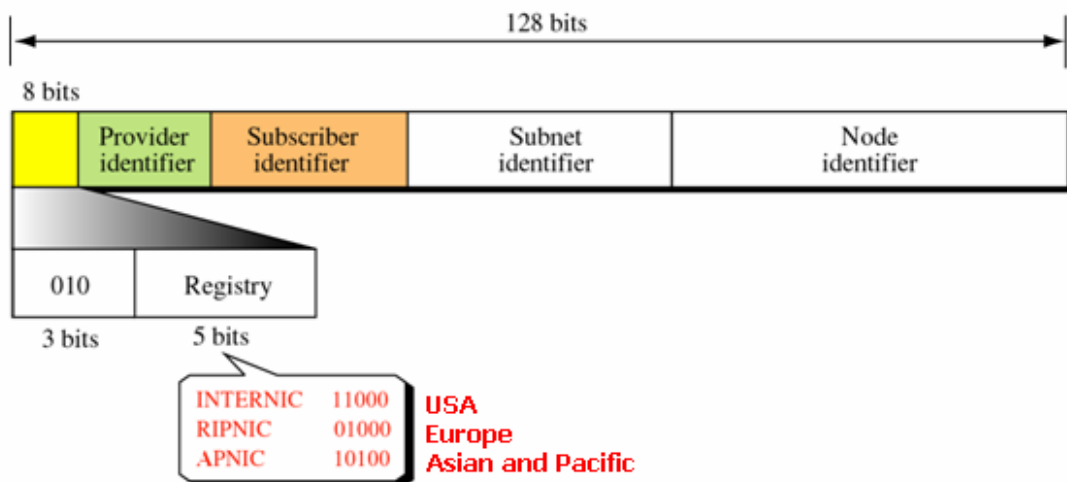 128 bits
8 bits
Provider identifier
Subscriber identifier
Subnet identifier
Node identifier
010
Registry
3 bits
5 bits
INTERNIC 11000 USA
RIPNIC 01000 Europe
APNIC 10100 Asian and Pacific